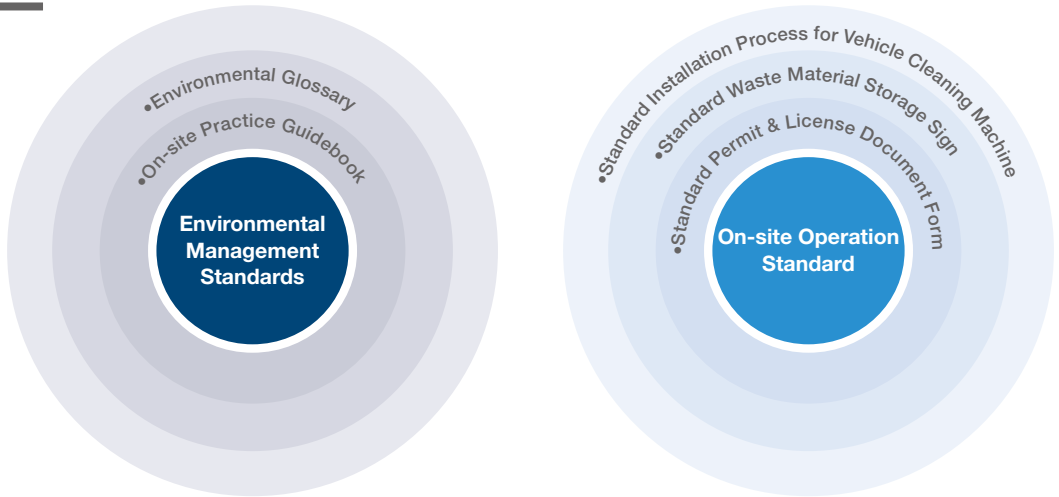 •Environmental Glossary
•On-site Practice Guidebook
Environmental
Management
Standards
•Standard Installation Process for Vehicle Cleaning Machine
•Standard Waste Material Storage Sign
•Standard Permit & License Document Form
On-site Operation
Standard